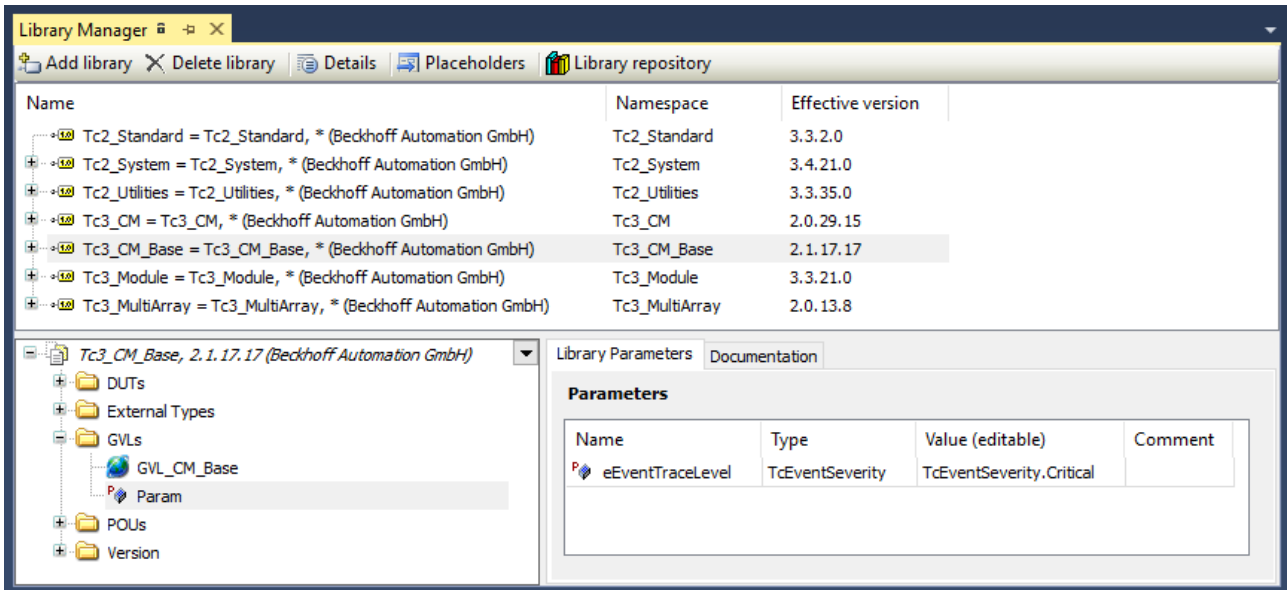 Library Manager
Add library Delete library Details Placeholders Library repository
Name Namespace Effective version
Tc2_Standard = Tc2_Standard, * (Beckhoff Automation GmbH) Tc2_Standard 3.3.2.0
Tc2_System = Tc2_System, * (Beckhoff Automation GmbH) Tc2_System 3.4.21.0
Tc2_Utilities = Tc2_Utilities, * (Beckhoff Automation GmbH) Tc2_Utilities 3.3.35.0
Tc3_CM = Tc3_CM, * (Beckhoff Automation GmbH) Tc3_CM 2.0.29.15
Tc3_CM_Base = Tc3_CM_Base, * (Beckhoff Automation GmbH) Tc3_CM_Base 2.1.17.17
Tc3_Module = Tc3_Module, * (Beckhoff Automation GmbH) Tc3_Module 3.3.21.0
Tc3_MultiArray = Tc3_MultiArray, * (Beckhoff Automation GmbH) Tc3_MultiArray 2.0.13.8
Tc3_CM_Base, 2.1.17.17 (Beckhoff Automation GmbH)
DUTs
External Types
GVLs
GVL_CM_Base
Param
POUs
Version
Library Parameters Documentation
Parameters
Name Type Value (editable) Comment
eEventTraceLevel TcEventSeverity TcEventSeverity.Critical